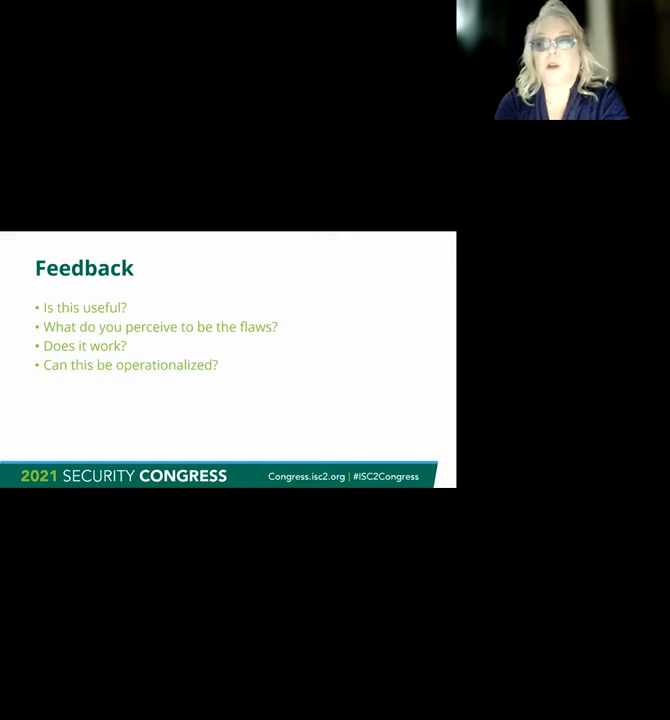 Feedback
• Is this useful?
• What do you perceive to be the flaws?
• Does it work?
• Can this be operationalized?
2021 SECURITY CONGRESS
Congress.isc2.org | #ISC2Congress